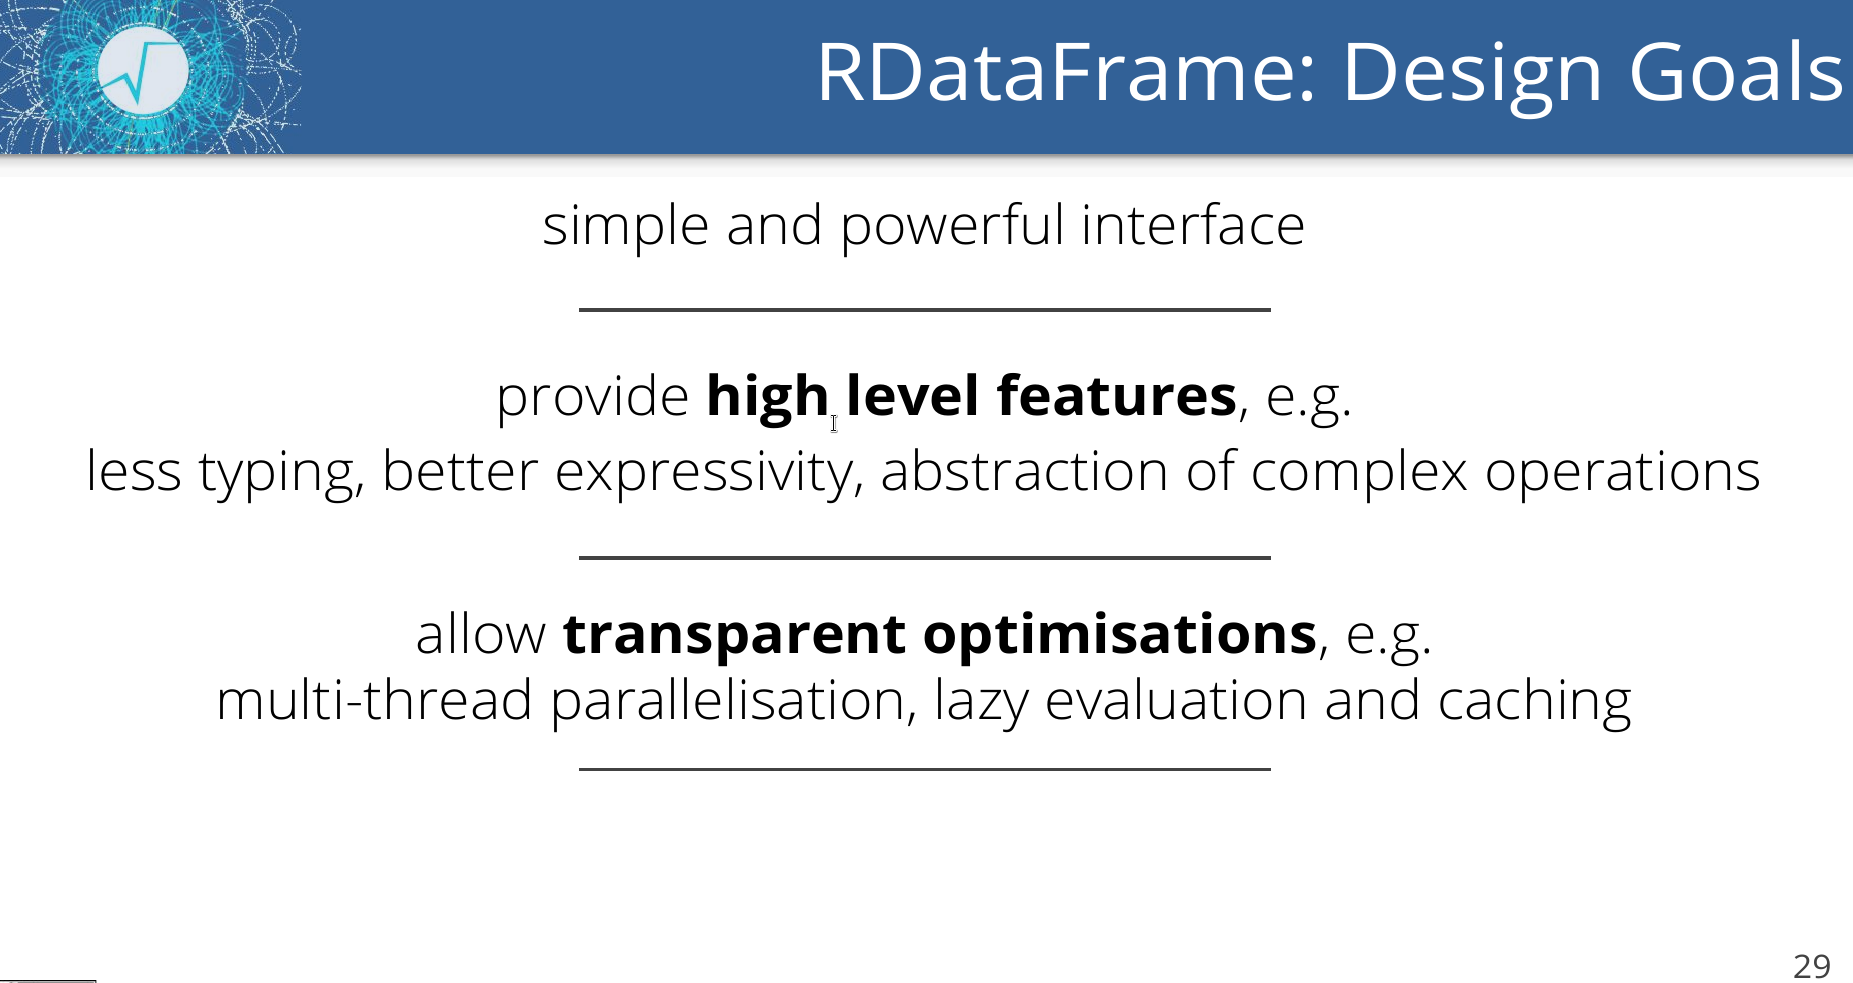 RDataFrame: Design Goals
simple and powerful interface
provide high level features, e.g.
less typing, better expressivity, abstraction of complex operations
allow transparent optimisations, e.g.
multi-thread parallelisation, lazy evaluation and caching
29